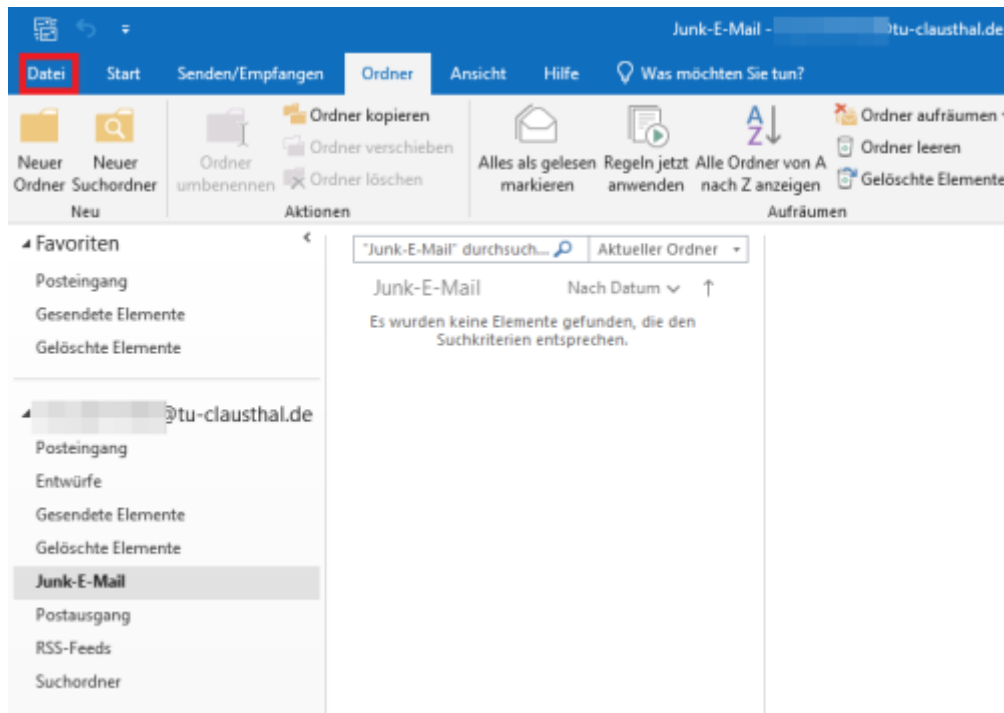 Junk-E-Mail - @tu-clausthal.de
Datei Start Senden/Empfangen Ordner Ansicht Hilfe Was möchten Sie tun?
Neuer Ordner
Neuer Suchordner
Neu
Ordner umbenennen
Ordner kopieren
Ordner verschieben
Ordner löschen
Aktionen
Alles als gelesen markieren
Regeln jetzt anwenden
Alle Ordner von A nach Z anzeigen
Ordner aufräumen
Ordner leeren
Gelöschte Elemente
Aufräumen
Favoriten
Posteingang
Gesendete Elemente
Gelöschte Elemente
@tu-clausthal.de
Posteingang
Entwürfe
Gesendete Elemente
Gelöschte Elemente
Junk-E-Mail
Postausgang
RSS-Feeds
Suchordner
"Junk-E-Mail" durchsuch... Aktueller Ordner
Junk-E-Mail Nach Datum
Es wurden keine Elemente gefunden, die den
Suchkriterien entsprechen.